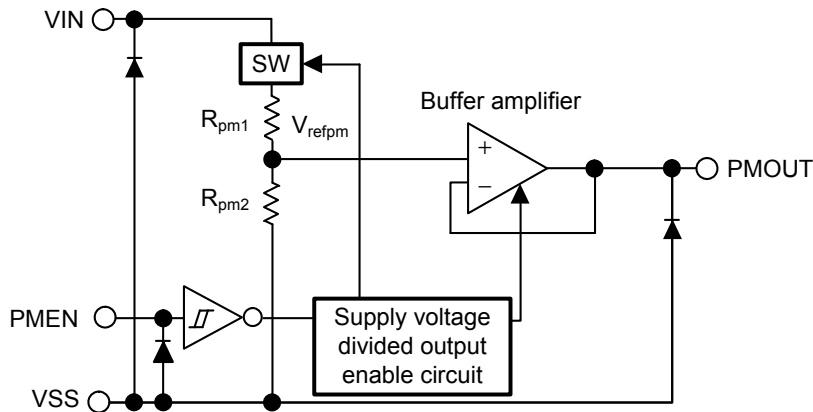 VIN
SW
Buffer amplifier
Rpm1
Vrefpm
+
−
PMOUT
Rpm2
PMEN
Supply voltage
divided output
enable circuit
VSS